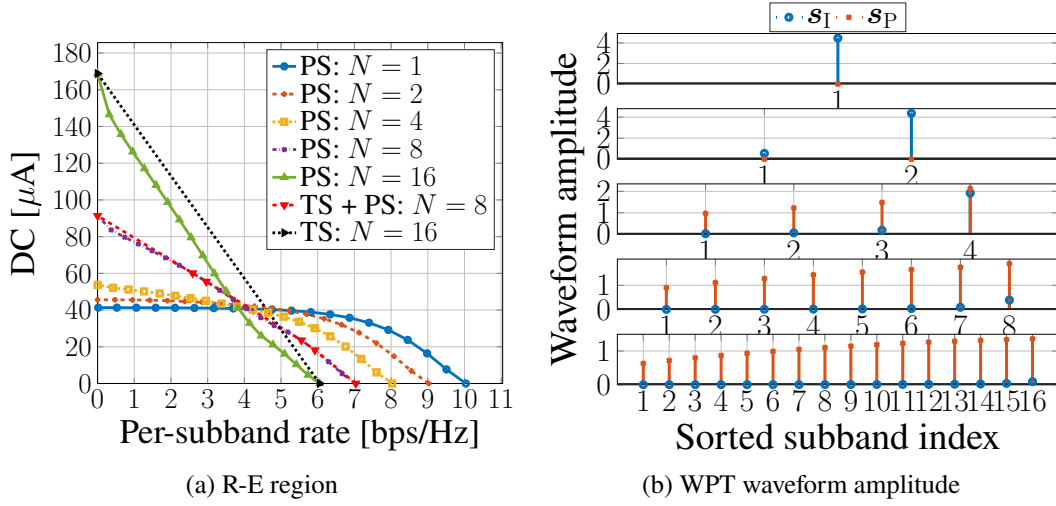 180
160
140
120
100
80
60
40
20
0
DC [μA]
0 1 2 3 4 5 6 7 8 9 10 11
Per-subband rate [bps/Hz]
PS: N = 1
PS: N = 2
PS: N = 4
PS: N = 8
PS: N = 16
TS + PS: N = 8
TS: N = 16
(a) R-E region
s_I s_P
Waveform amplitude
4
2
0
1
4
2
0
1 2
2
1
0
1 2 3 4
1
0
1 2 3 4 5 6 7 8
1
0
1 2 3 4 5 6 7 8 9 10 11 12 13 14 15 16
Sorted subband index
(b) WPT waveform amplitude